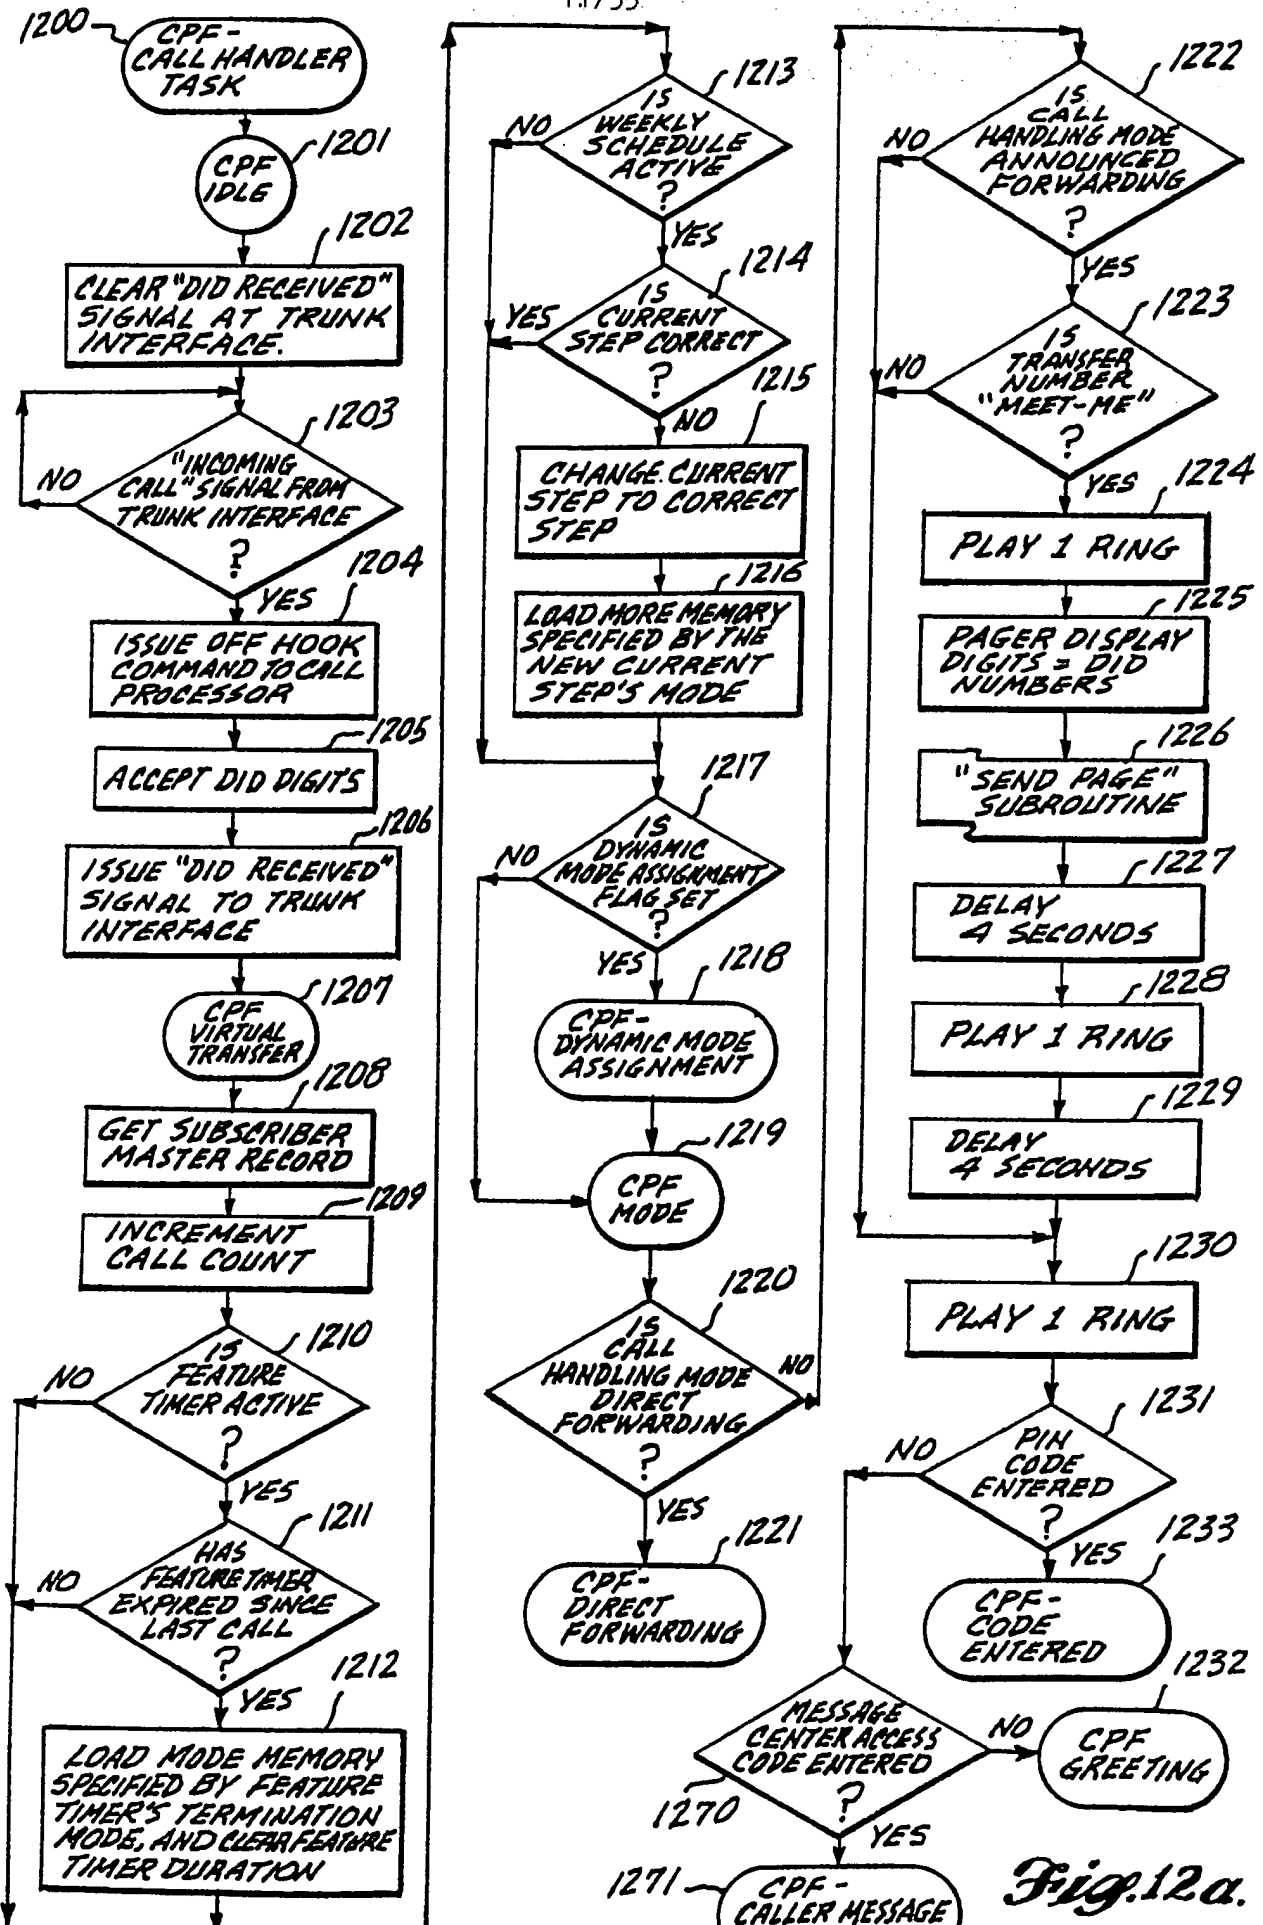 1200
CPF-
CALL HANDLER
TASK
1201
CPF
IDLE
1202
CLEAR "DID RECEIVED"
SIGNAL AT TRUNK
INTERFACE.
1203
"INCOMING
CALL" SIGNAL FROM
TRUNK INTERFACE
?
NO
YES
1204
ISSUE OFF HOOK
COMMAND TO CALL
PROCESSOR
1205
ACCEPT DID DIGITS
1206
ISSUE "DID RECEIVED"
SIGNAL TO TRUNK
INTERFACE
1207
CPF
VIRTUAL
TRANSFER
1208
GET SUBSCRIBER
MASTER RECORD
1209
INCREMENT
CALL COUNT
1210
IS
FEATURE
TIMER ACTIVE
?
NO
YES
1211
HAS
FEATURE TIMER
EXPIRED SINCE
LAST CALL
?
NO
YES
1212
LOAD MODE MEMORY
SPECIFIED BY FEATURE
TIMER'S TERMINATION
MODE, AND CLEAR FEATURE
TIMER DURATION
1213
IS
WEEKLY
SCHEDULE
ACTIVE
?
NO
YES
1214
IS
CURRENT
STEP CORRECT
?
YES
NO
1215
CHANGE CURRENT
STEP TO CORRECT
STEP
1216
LOAD MORE MEMORY
SPECIFIED BY THE
NEW CURRENT
STEP'S MODE
1217
IS
DYNAMIC
MODE ASSIGNMENT
FLAG SET
?
NO
YES
1218
CPF-
DYNAMIC MODE
ASSIGNMENT
1219
CPF
MODE
1220
IS
CALL
HANDLING MODE
DIRECT
FORWARDING
?
NO
YES
1221
CPF-
DIRECT
FORWARDING
1222
IS
CALL
HANDLING MODE
ANNOUNCED
FORWARDING
?
NO
YES
1223
IS
TRANSFER
NUMBER
"MEET-ME"
?
NO
YES
1224
PLAY 1 RING
1225
PAGER DISPLAY
DIGITS = DID
NUMBERS
1226
"SEND PAGE"
SUBROUTINE
1227
DELAY
4 SECONDS
1228
PLAY 1 RING
1229
DELAY
4 SECONDS
1230
PLAY 1 RING
1231
PIN
CODE
ENTERED
?
NO
YES
1233
CPF-
CODE
ENTERED
1232
CPF
GREETING
MESSAGE
CENTER ACCESS
CODE ENTERED
?
NO
1270
YES
1271
CPF-
CALLER MESSAGE
Fig. 12a.